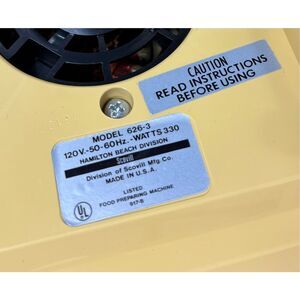 CAUTION
READ INSTRUCTIONS
BEFORE USING
MODEL 626-3
120V.-50-60Hz.-WATTS 330
HAMILTON BEACH DIVISION
Scovill
Division of Scovill Mfg Co.
MADE IN U.S.A.
LISTED
FOOD PREPARING MACHINE
917-B
UL